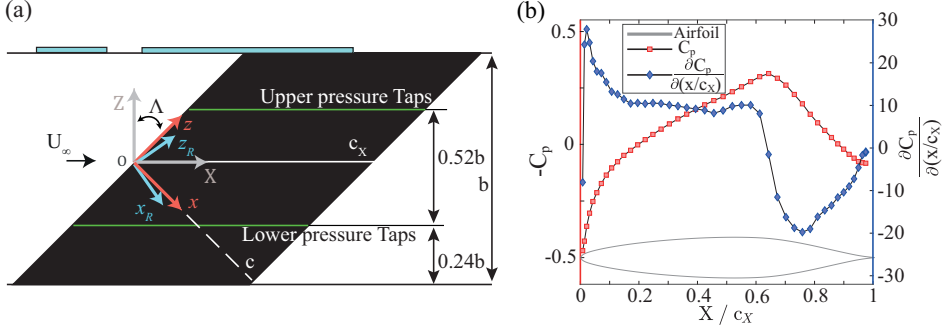 (a)
Upper pressure Taps
Z
Λ
z
z_R
U_∞
o
X
c_X
0.52b
b
x_R
x
Lower pressure Taps
c
0.24b
(b)
Airfoil
C_p
∂C_p
∂(x/c_X)
0.5
0
-0.5
-C_p
30
20
10
0
-10
-20
-30
∂C_p
∂(x/c_X)
0 0.2 0.4 0.6 0.8 1
X / c_X